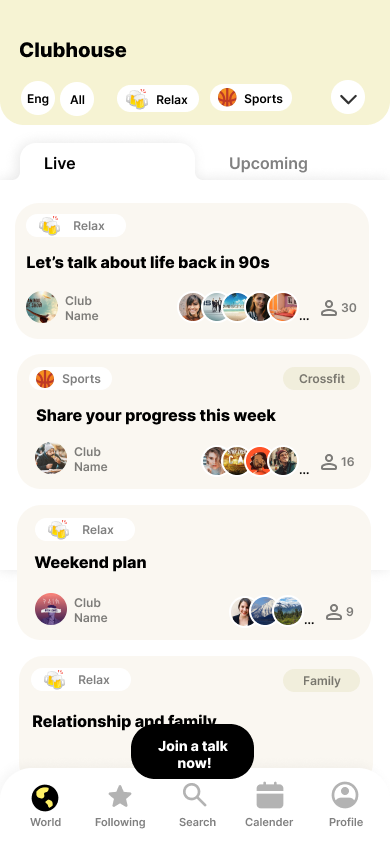 Clubhouse
Eng
All
Relax
Sports
Live
Upcoming
Relax
Let's talk about life back in 90s
Club
Name
...
30
Sports
Crossfit
Share your progress this week
Club
Name
...
16
Relax
Weekend plan
Club
Name
...
9
Relax
Family
Relationship and family
Join a talk
now!
World
Following
Search
Calender
Profile